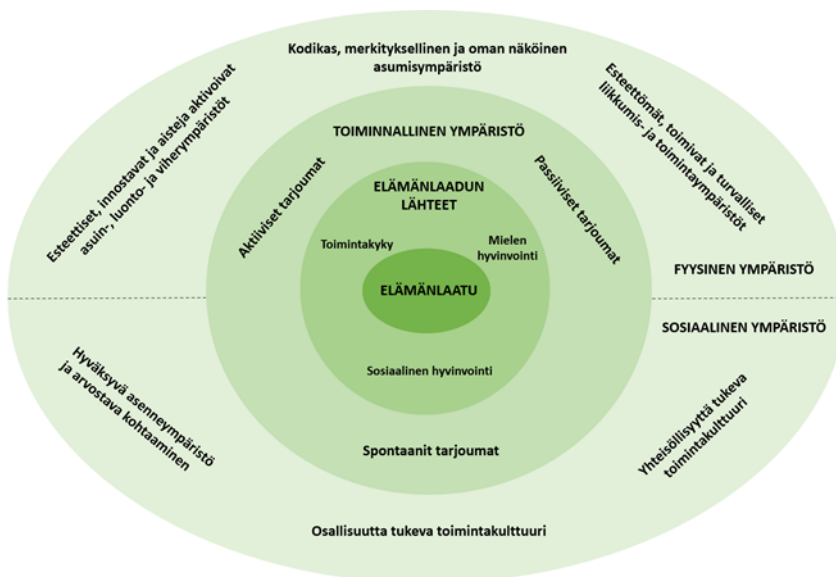 Kodikas, merkityksellinen ja oman näköinen
asumisympäristö
Esteettiset, innostavat ja aisteja aktivoivat
asuin-, luonto- ja viherympäristöt
Esteettömät, toimivat ja turvalliset
liikkumis- ja toimintaympäristöt
TOIMINNALLINEN YMPÄRISTÖ
Aktiiviset tarjoumat
Passiiviset tarjoumat
ELÄMÄNLAADUN
LÄHTEET
Toimintakyky
Mielen
hyvinvointi
ELÄMÄNLAATU
FYYSINEN YMPÄRISTÖ
SOSIAALINEN YMPÄRISTÖ
Sosiaalinen hyvinvointi
Hyväksyvä asenneympäristö
ja arvostava kohtaaminen
Yhteisöllisyyttä tukeva
toimintakulttuuri
Spontaanit tarjoumat
Osallisuutta tukeva toimintakulttuuri